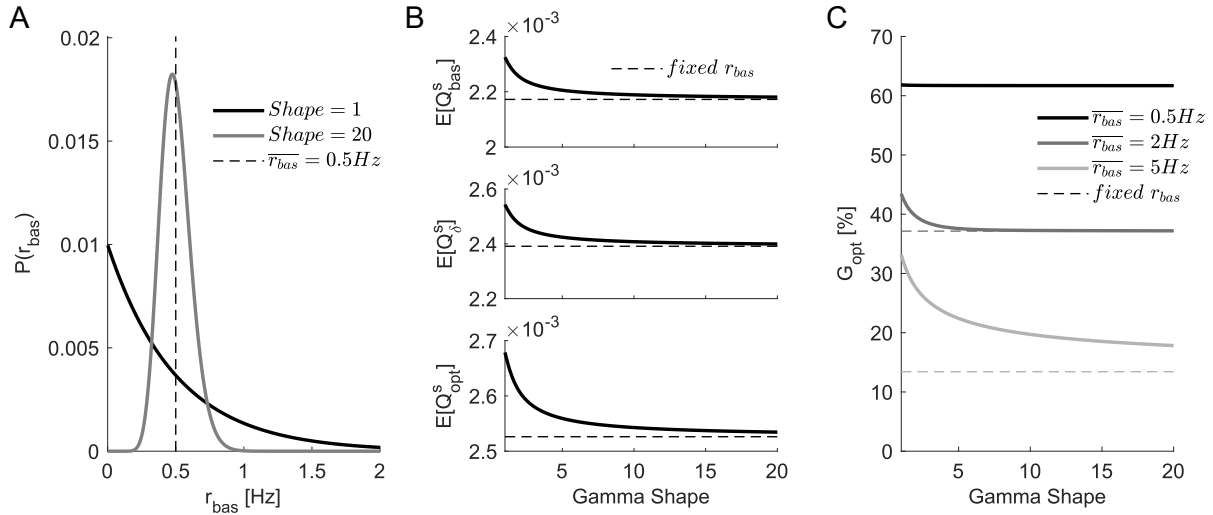 A
0.02
0.015
0.01
0.005
0
P(r_bas)
Shape = 1
Shape = 20
r_bas = 0.5Hz
0 0.5 1 1.5 2
r_bas [Hz]
B
×10^-3
2.4
2.2
2
E[Q^s_bas]
fixed r_bas
×10^-3
2.6
2.4
2.2
E[Q^s_δ]
×10^-3
2.7
2.6
2.5
E[Q^s_opt]
5 10 15 20
Gamma Shape
C
70
60
50
40
30
20
10
0
G_opt [%]
r_bas = 0.5Hz
r_bas = 2Hz
r_bas = 5Hz
fixed r_bas
5 10 15 20
Gamma Shape